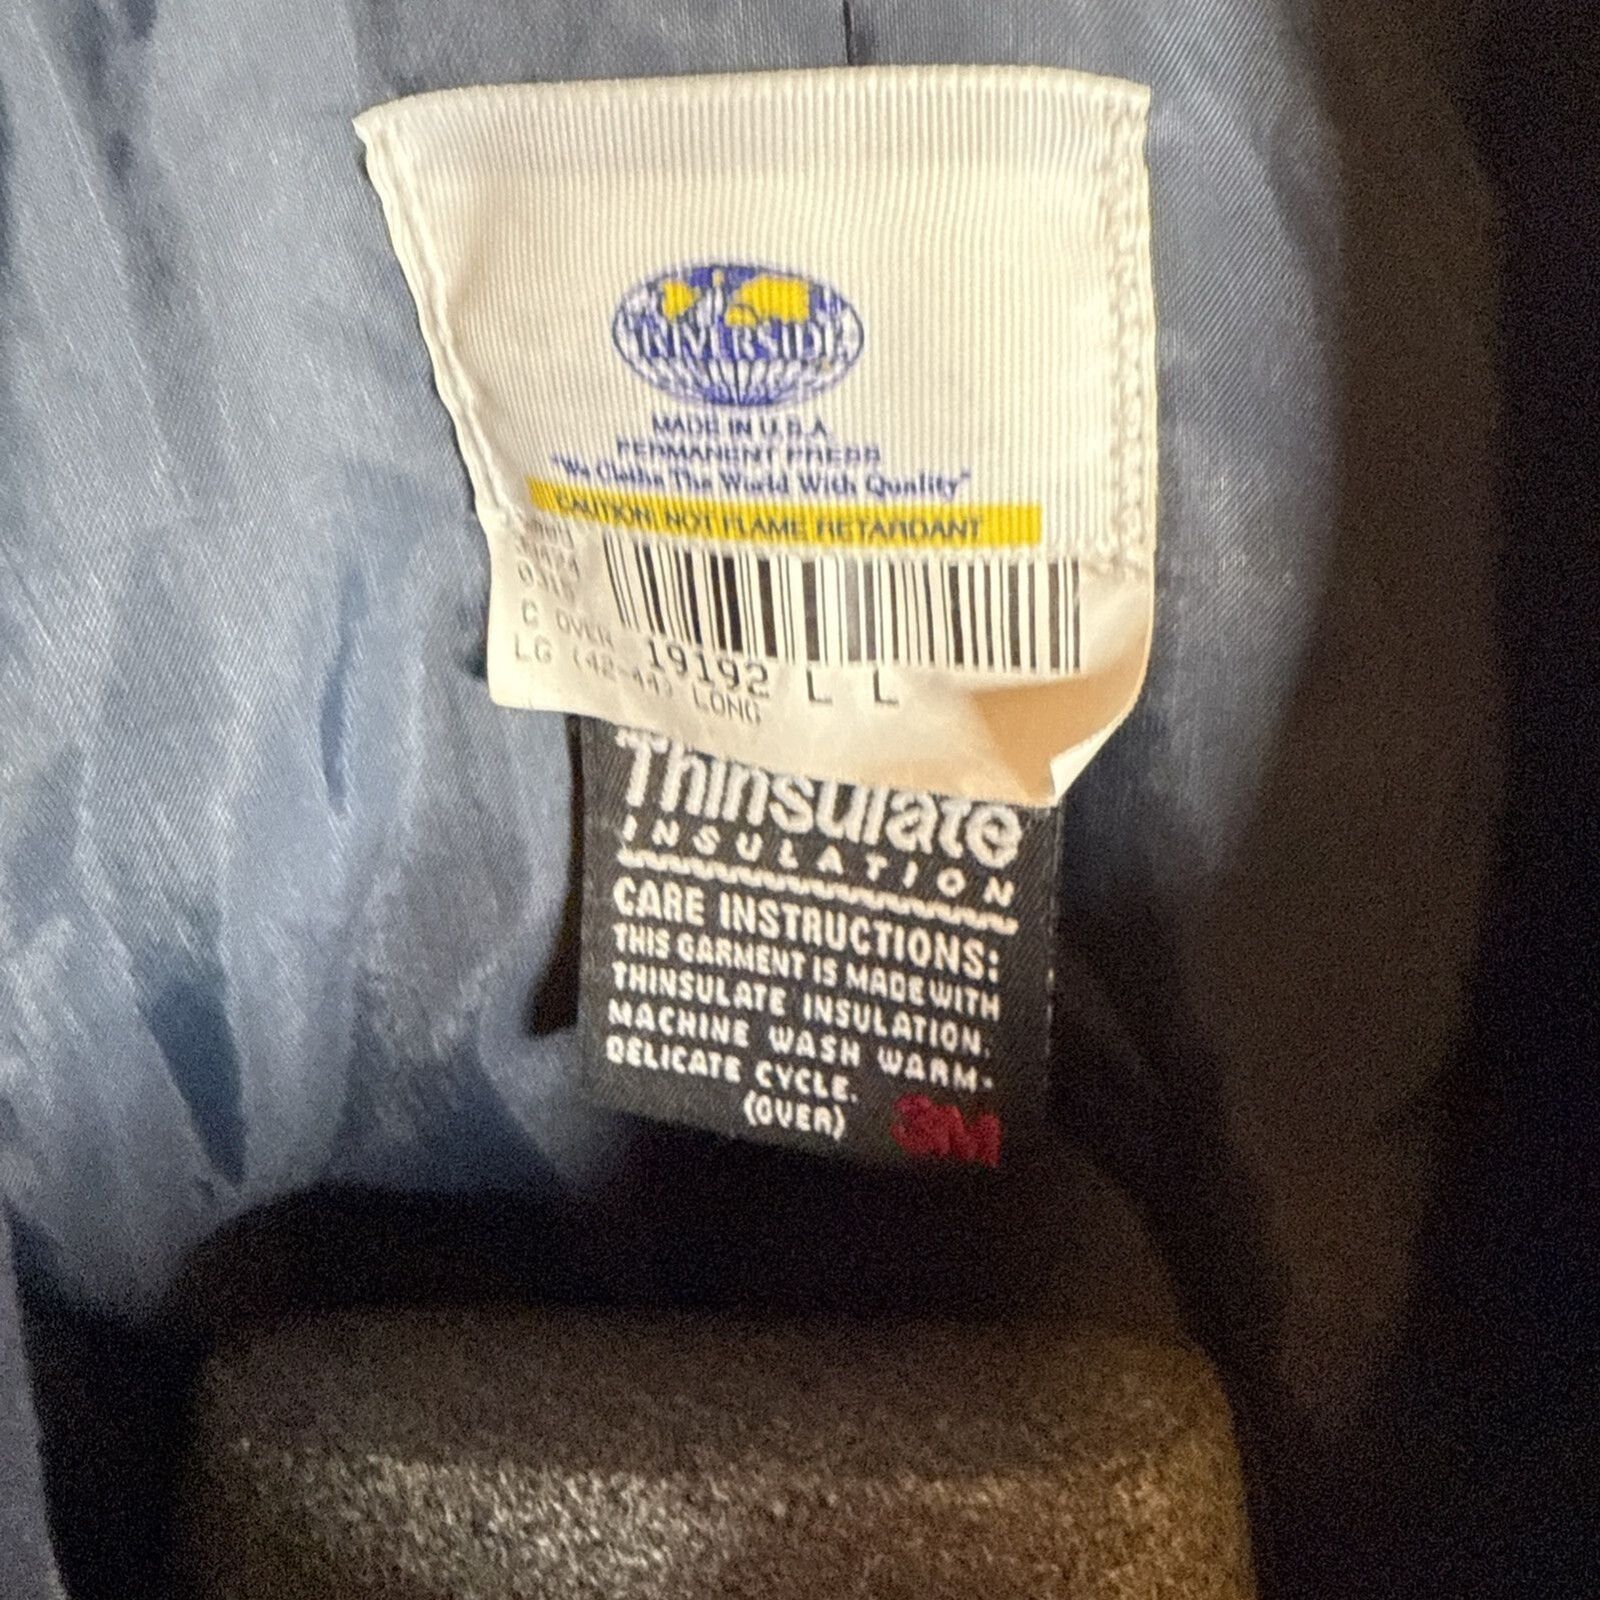 RIVERSIDE
MADE IN U.S.A.
PERMANENT PRESS
"We Clothe The World With Quality"
CAUTION: NOT FLAME RETARDANT
C OVER 19192 L L
LG (42-44) LONG
Thinsulate
INSULATION
CARE INSTRUCTIONS:
THIS GARMENT IS MADE WITH
THINSULATE INSULATION.
MACHINE WASH WARM-
DELICATE CYCLE.
(OVER) 3M